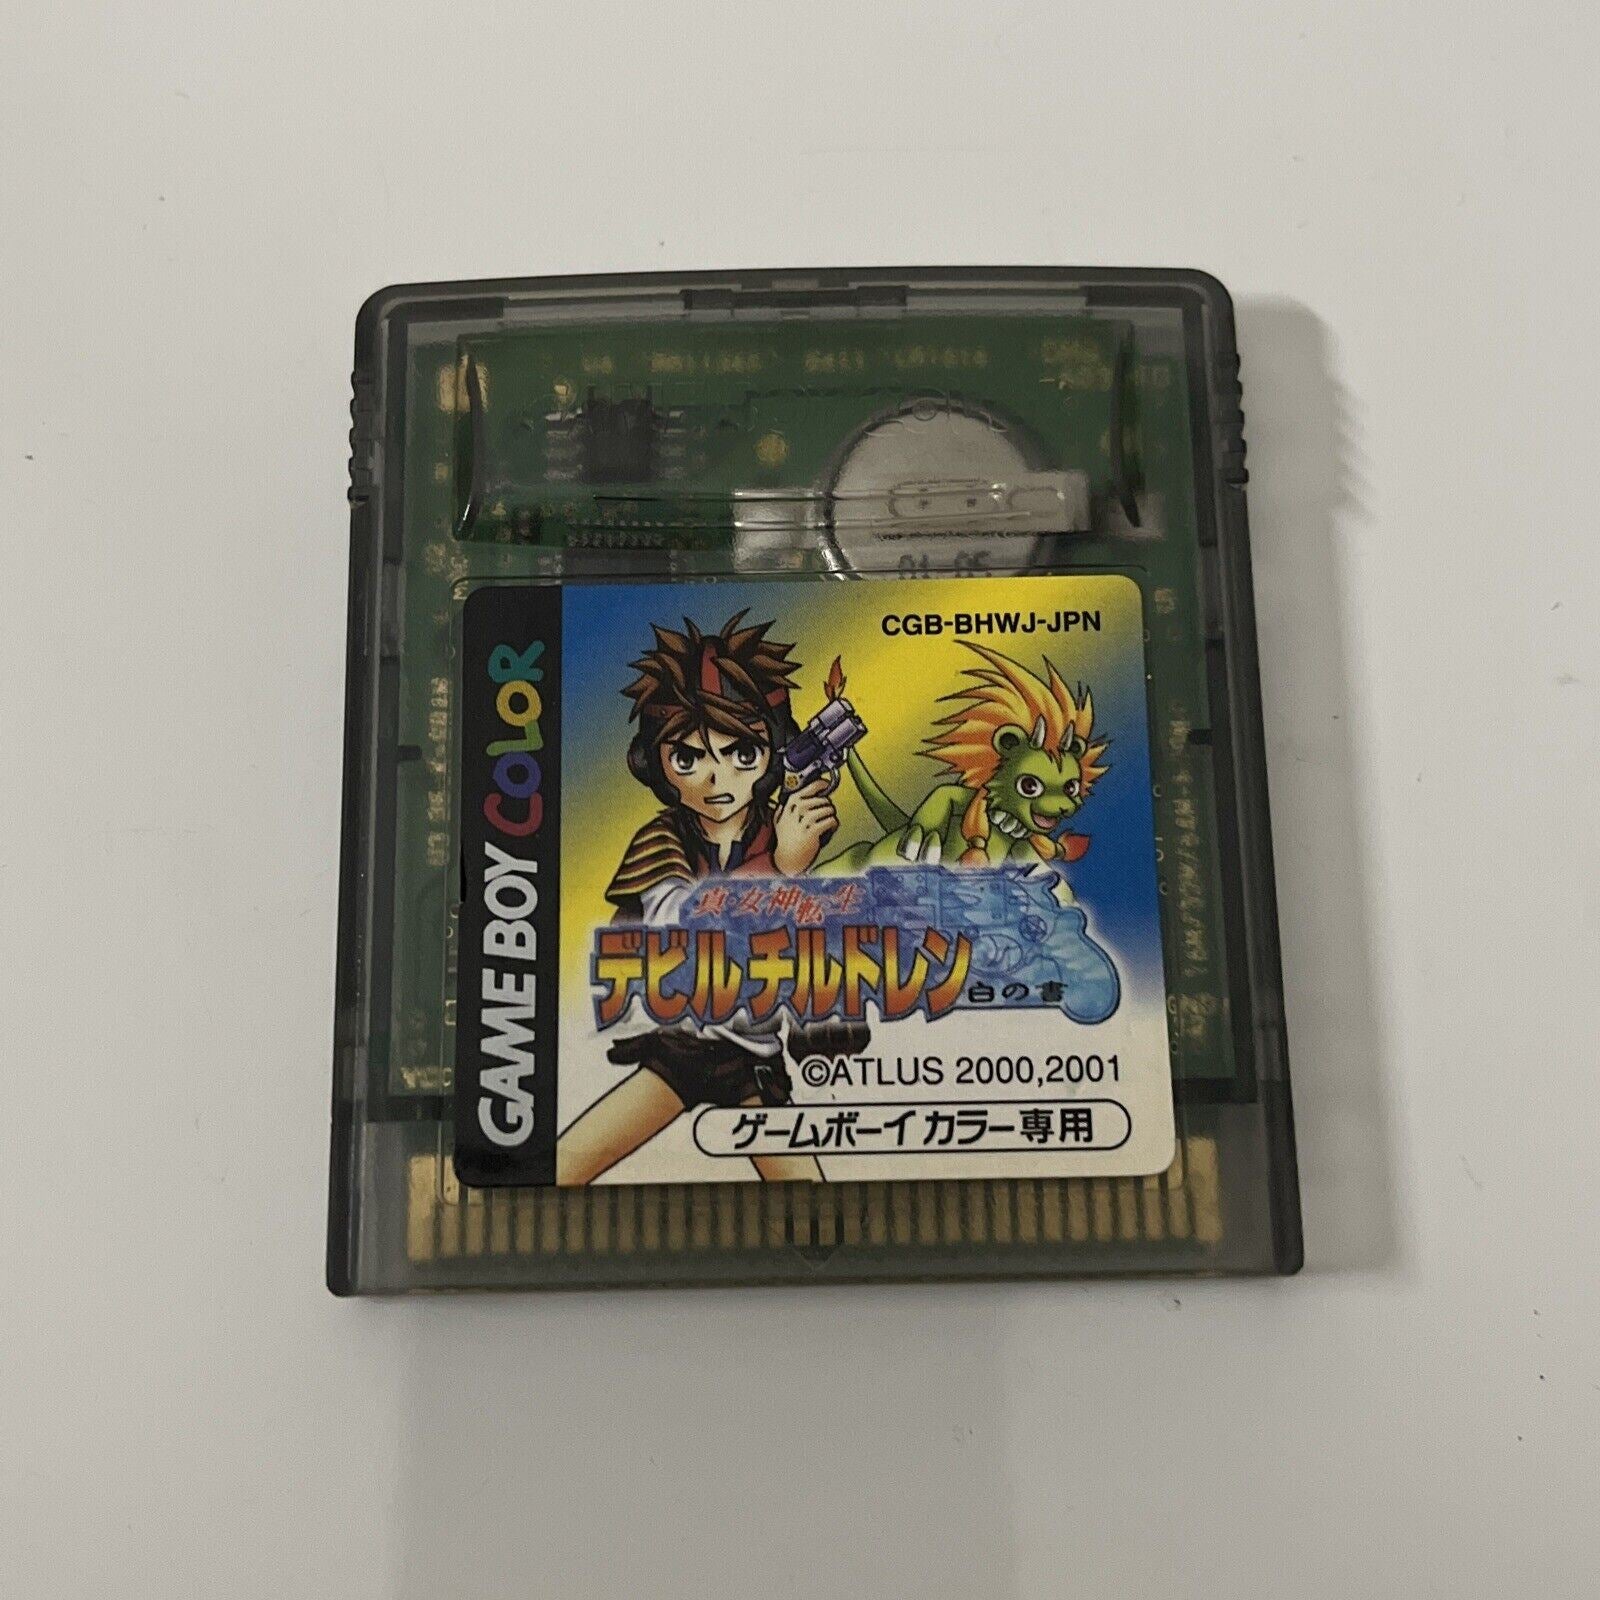 CGB-BHWJ-JPN
GAME BOY COLOR
真・女神転生
デビルチルドレン
白の書
©ATLUS 2000,2001
ゲームボーイカラー専用